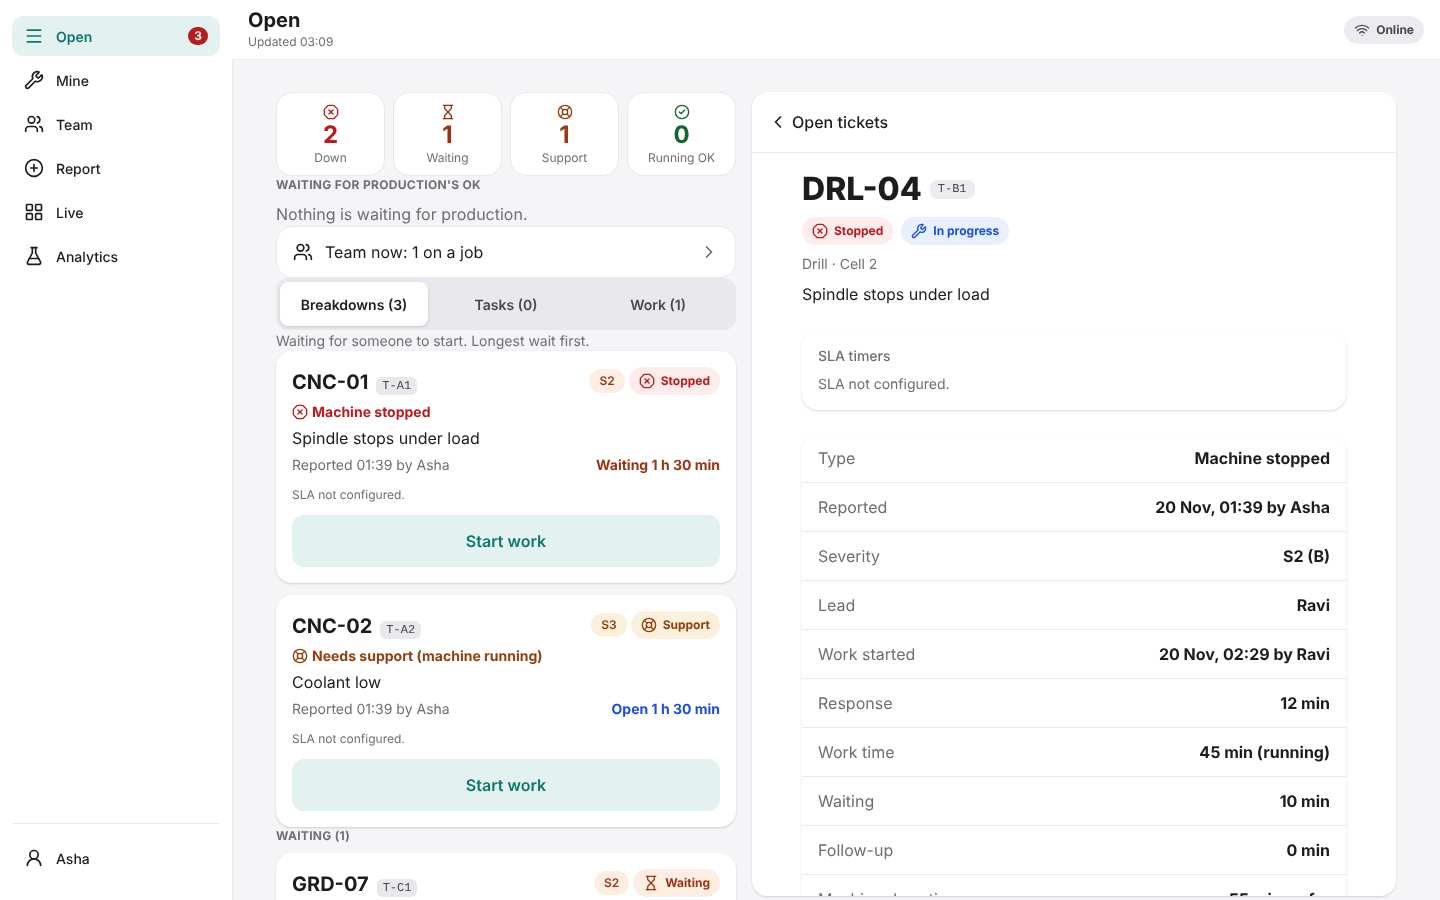 Open
3
Mine
Team
Report
Live
Analytics
Asha
Open
Updated 03:09
Online
2
Down
1
Waiting
1
Support
0
Running OK
WAITING FOR PRODUCTION'S OK
Nothing is waiting for production.
Team now: 1 on a job
Breakdowns (3)
Tasks (0)
Work (1)
Waiting for someone to start. Longest wait first.
CNC-01 T-A1 S2 Stopped
Machine stopped
Spindle stops under load
Reported 01:39 by Asha Waiting 1 h 30 min
SLA not configured.
Start work
CNC-02 T-A2 S3 Support
Needs support (machine running)
Coolant low
Reported 01:39 by Asha Open 1 h 30 min
SLA not configured.
Start work
WAITING (1)
GRD-07 T-C1 S2 Waiting
Open tickets
DRL-04 T-B1
Stopped In progress
Drill · Cell 2
Spindle stops under load
SLA timers
SLA not configured.
Type Machine stopped
Reported 20 Nov, 01:39 by Asha
Severity S2 (B)
Lead Ravi
Work started 20 Nov, 02:29 by Ravi
Response 12 min
Work time 45 min (running)
Waiting 10 min
Follow-up 0 min